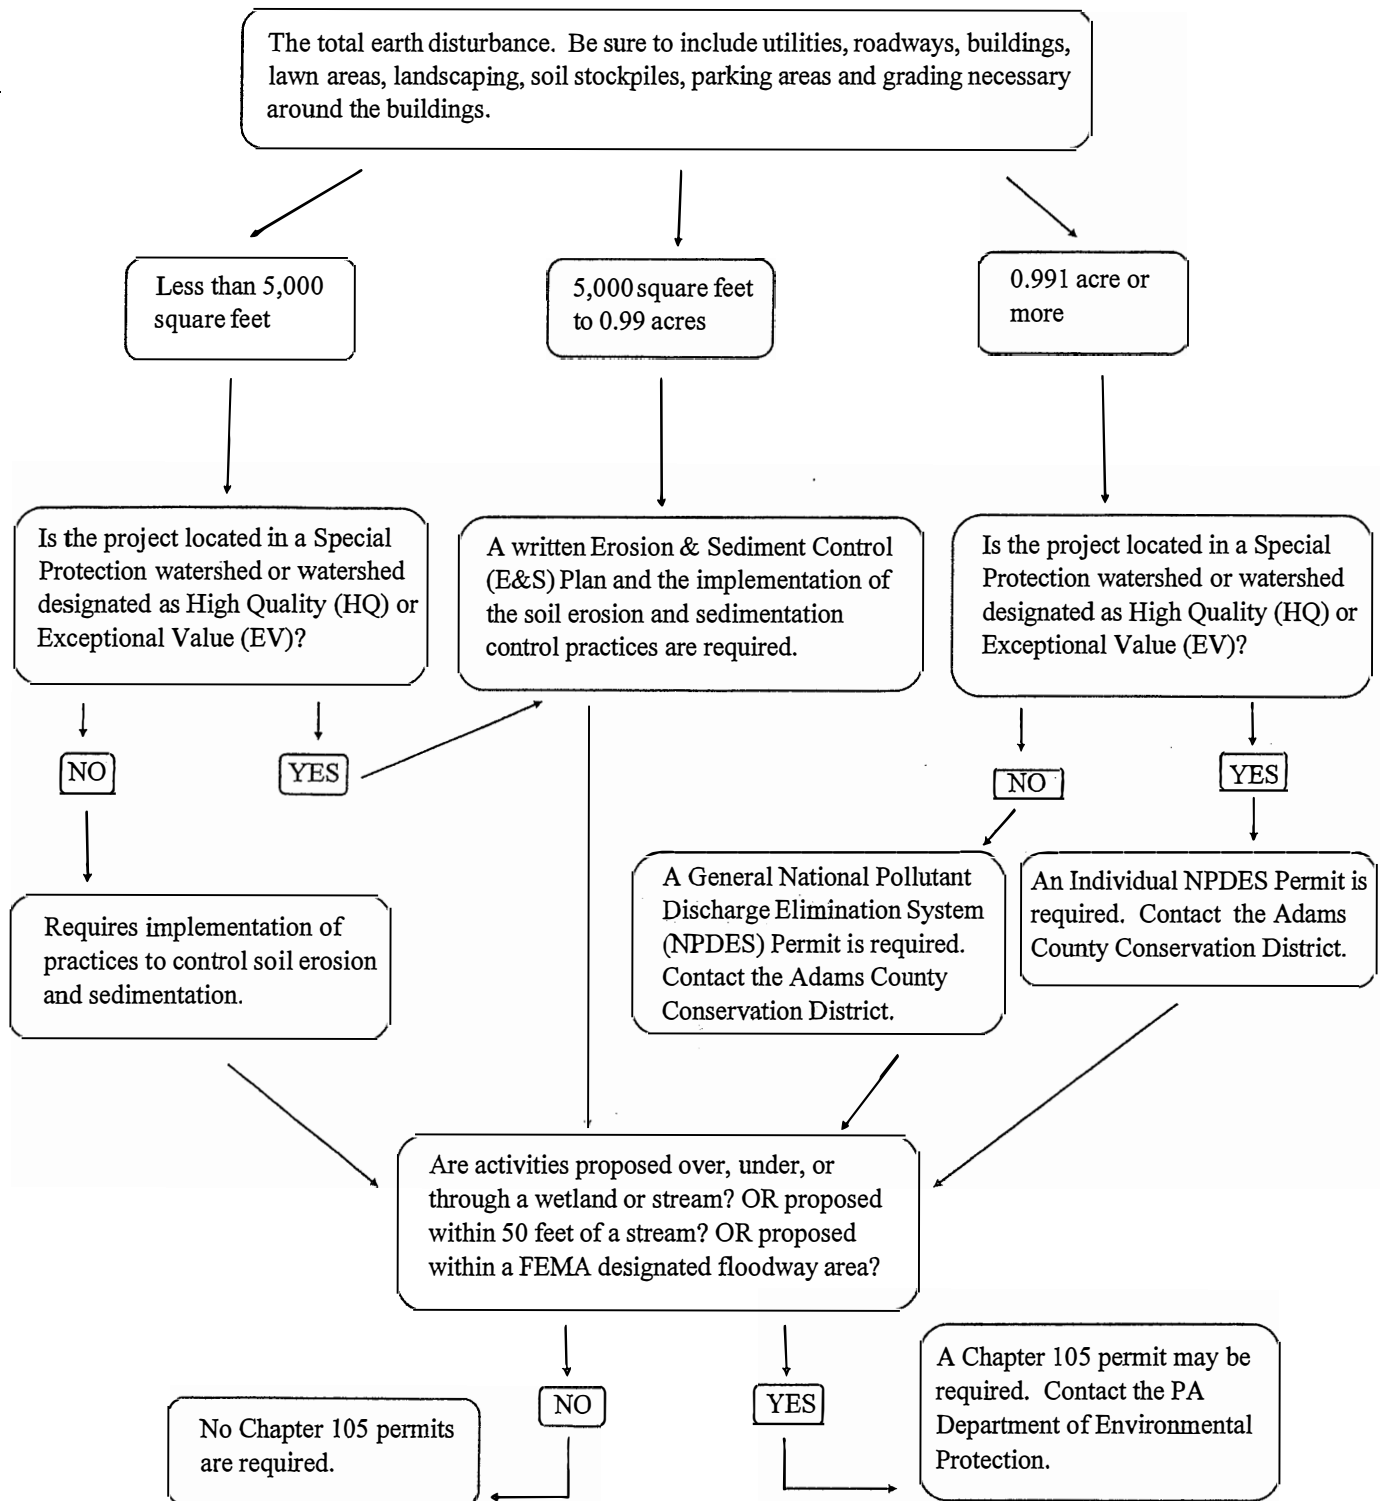 The total earth disturbance. Be sure to include utilities, roadways, buildings,
lawn areas, landscaping, soil stockpiles, parking areas and grading necessary
around the buildings.
Less than 5,000
square feet
5,000 square feet
to 0.99 acres
0.991 acre or
more
Is the project located in a Special
Protection watershed or watershed
designated as High Quality (HQ) or
Exceptional Value (EV)?
A written Erosion & Sediment Control
(E&S) Plan and the implementation of
the soil erosion and sedimentation
control practices are required.
Is the project located in a Special
Protection watershed or watershed
designated as High Quality (HQ) or
Exceptional Value (EV)?
NO
YES
NO
YES
Requires implementation of
practices to control soil erosion
and sedimentation.
A General National Pollutant
Discharge Elimination System
(NPDES) Permit is required.
Contact the Adams County
Conservation District.
An Individual NPDES Permit is
required. Contact the Adams
County Conservation District.
Are activities proposed over, under, or
through a wetland or stream? OR proposed
within 50 feet of a stream? OR proposed
within a FEMA designated floodway area?
NO
YES
No Chapter 105 permits
are required.
A Chapter 105 permit may be
required. Contact the PA
Department of Environmental
Protection.